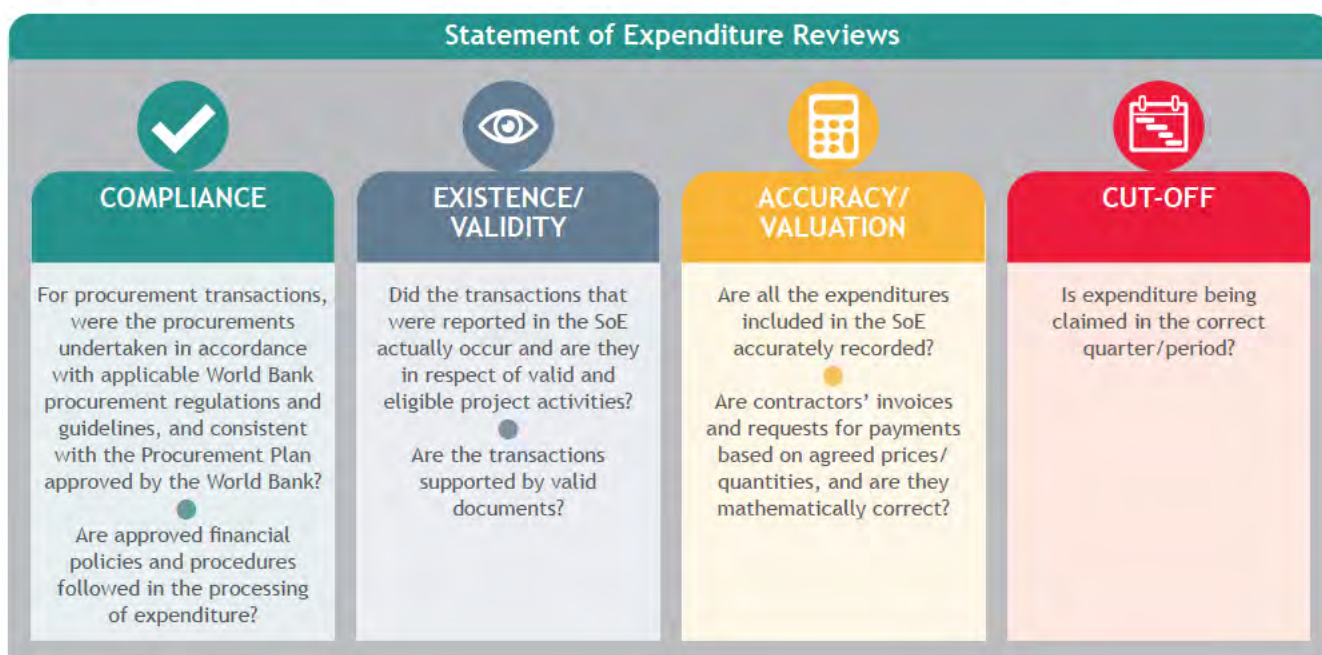 Statement of Expenditure Reviews
COMPLIANCE
For procurement transactions,
were the procurements
undertaken in accordance
with applicable World Bank
procurement regulations and
guidelines, and consistent
with the Procurement Plan
approved by the World Bank?
Are approved financial
policies and procedures
followed in the processing
of expenditure?
EXISTENCE/
VALIDITY
Did the transactions that
were reported in the SoE
actually occur and are they
in respect of valid and
eligible project activities?
Are the transactions
supported by valid
documents?
ACCURACY/
VALUATION
Are all the expenditures
included in the SoE
accurately recorded?
Are contractors’ invoices
and requests for payments
based on agreed prices/
quantities, and are they
mathematically correct?
CUT-OFF
Is expenditure being
claimed in the correct
quarter/period?